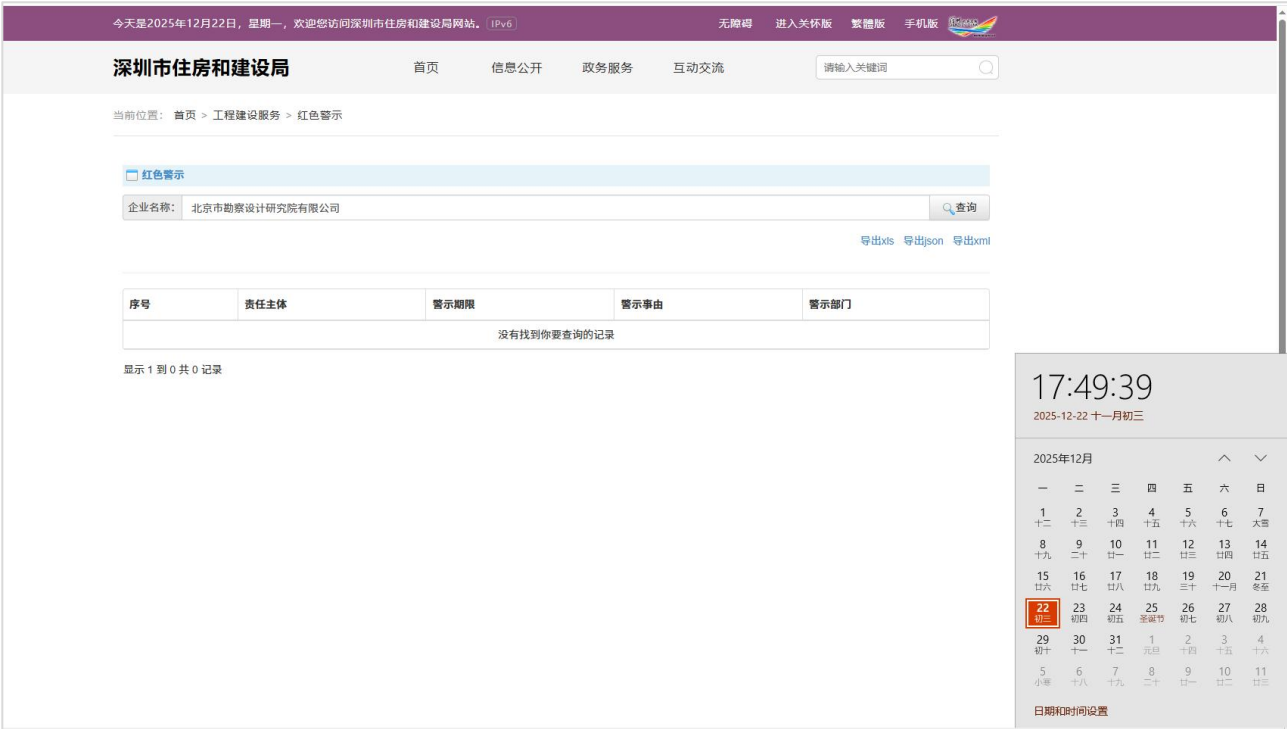 今天是2025年12月22日，星期一，欢迎您访问深圳市住房和建设局网站。 IPv6 无障碍 进入关怀版 繁體版 手机版
深圳市住房和建设局 首页 信息公开 政务服务 互动交流 请输入关键词
当前位置： 首页 > 工程建设服务 > 红色警示
红色警示
企业名称： 北京市勘察设计研究院有限公司 查询
导出xls 导出json 导出xml
序号 责任主体 警示期限 警示事由 警示部门
没有找到你要查询的记录
显示 1 到 0 共 0 记录
17:49:39
2025-12-22 十一月初三
2025年12月
一 二 三 四 五 六 日
1 2 3 4 5 6 7
十二 十三 十四 十五 十六 十七 大雪
8 9 10 11 12 13 14
十九 二十 廿一 廿二 廿三 廿四 廿五
15 16 17 18 19 20 21
廿六 廿七 廿八 廿九 三十 十一月 冬至
22 23 24 25 26 27 28
初三 初四 初五 圣诞节 初七 初八 初九
29 30 31 1 2 3 4
初十 十一 十二 元旦 十四 十五 十六
5 6 7 8 9 10 11
小寒 十八 十九 二十 廿一 廿二 廿三
日期和时间设置